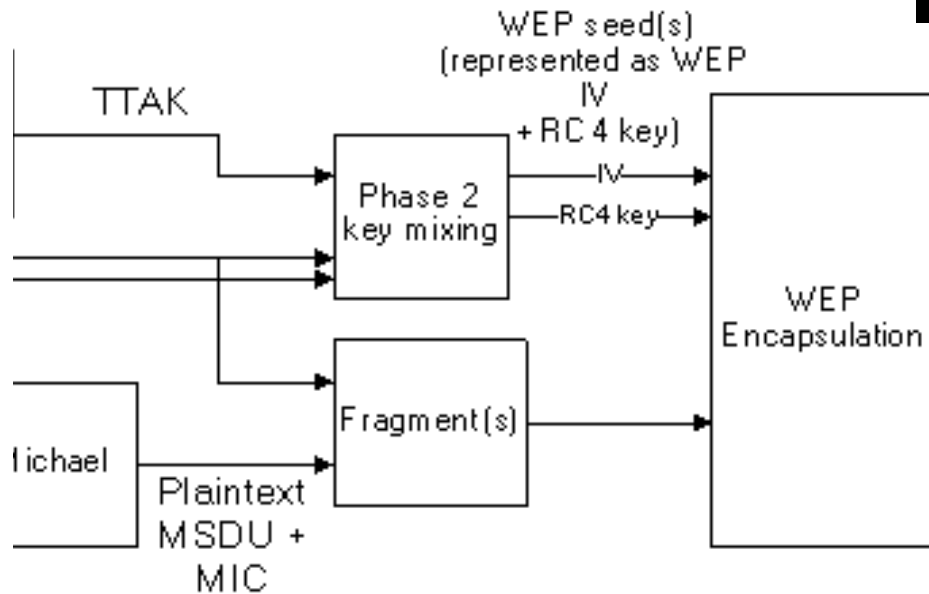 WEP seed(s)
(represented as WEP
IV
+ RC4 key)
TTAK
IV
RC4 key
Phase 2
key mixing
WEP
Encapsulation
Fragment(s)
Plaintext
MSDU +
MIC